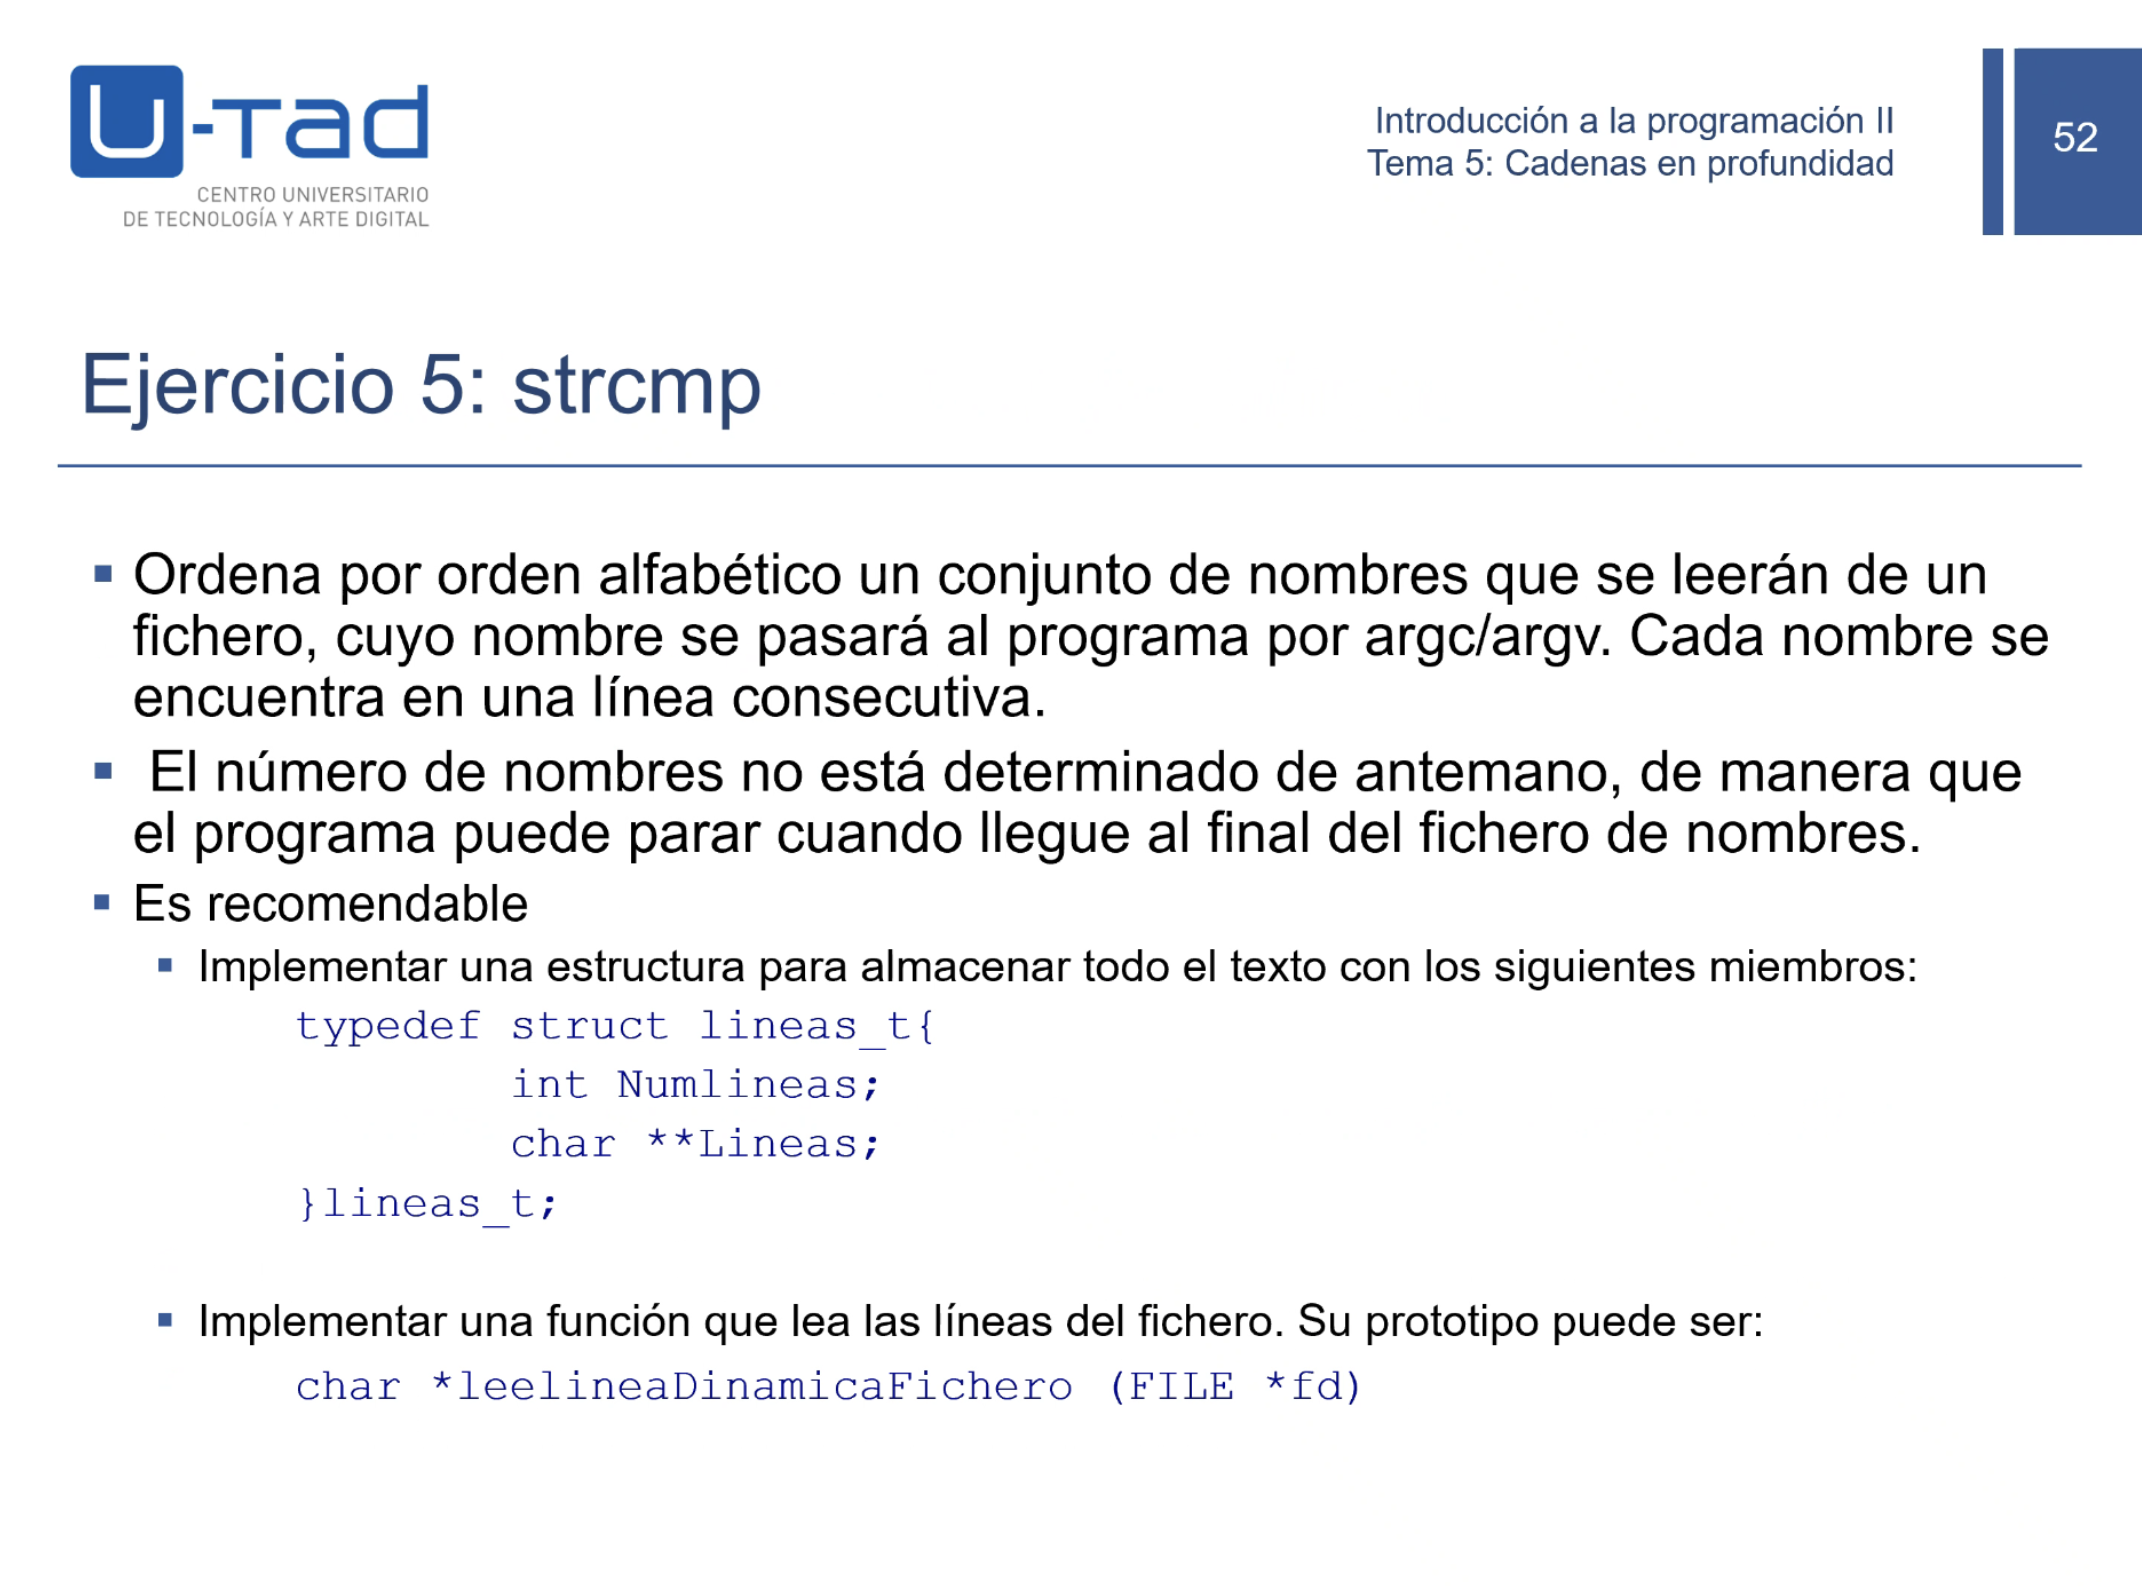 U-Tad
CENTRO UNIVERSITARIO
DE TECNOLOGÍA Y ARTE DIGITAL
Introducción a la programación II
Tema 5: Cadenas en profundidad
52
Ejercicio 5: strcmp
▪ Ordena por orden alfabético un conjunto de nombres que se leerán de un
fichero, cuyo nombre se pasará al programa por argc/argv. Cada nombre se
encuentra en una línea consecutiva.
▪ El número de nombres no está determinado de antemano, de manera que
el programa puede parar cuando llegue al final del fichero de nombres.
▪ Es recomendable
▪ Implementar una estructura para almacenar todo el texto con los siguientes miembros:
typedef struct lineas_t{
int Numlineas;
char **Lineas;
}lineas_t;
▪ Implementar una función que lea las líneas del fichero. Su prototipo puede ser:
char *leelineaDinamicaFichero (FILE *fd)